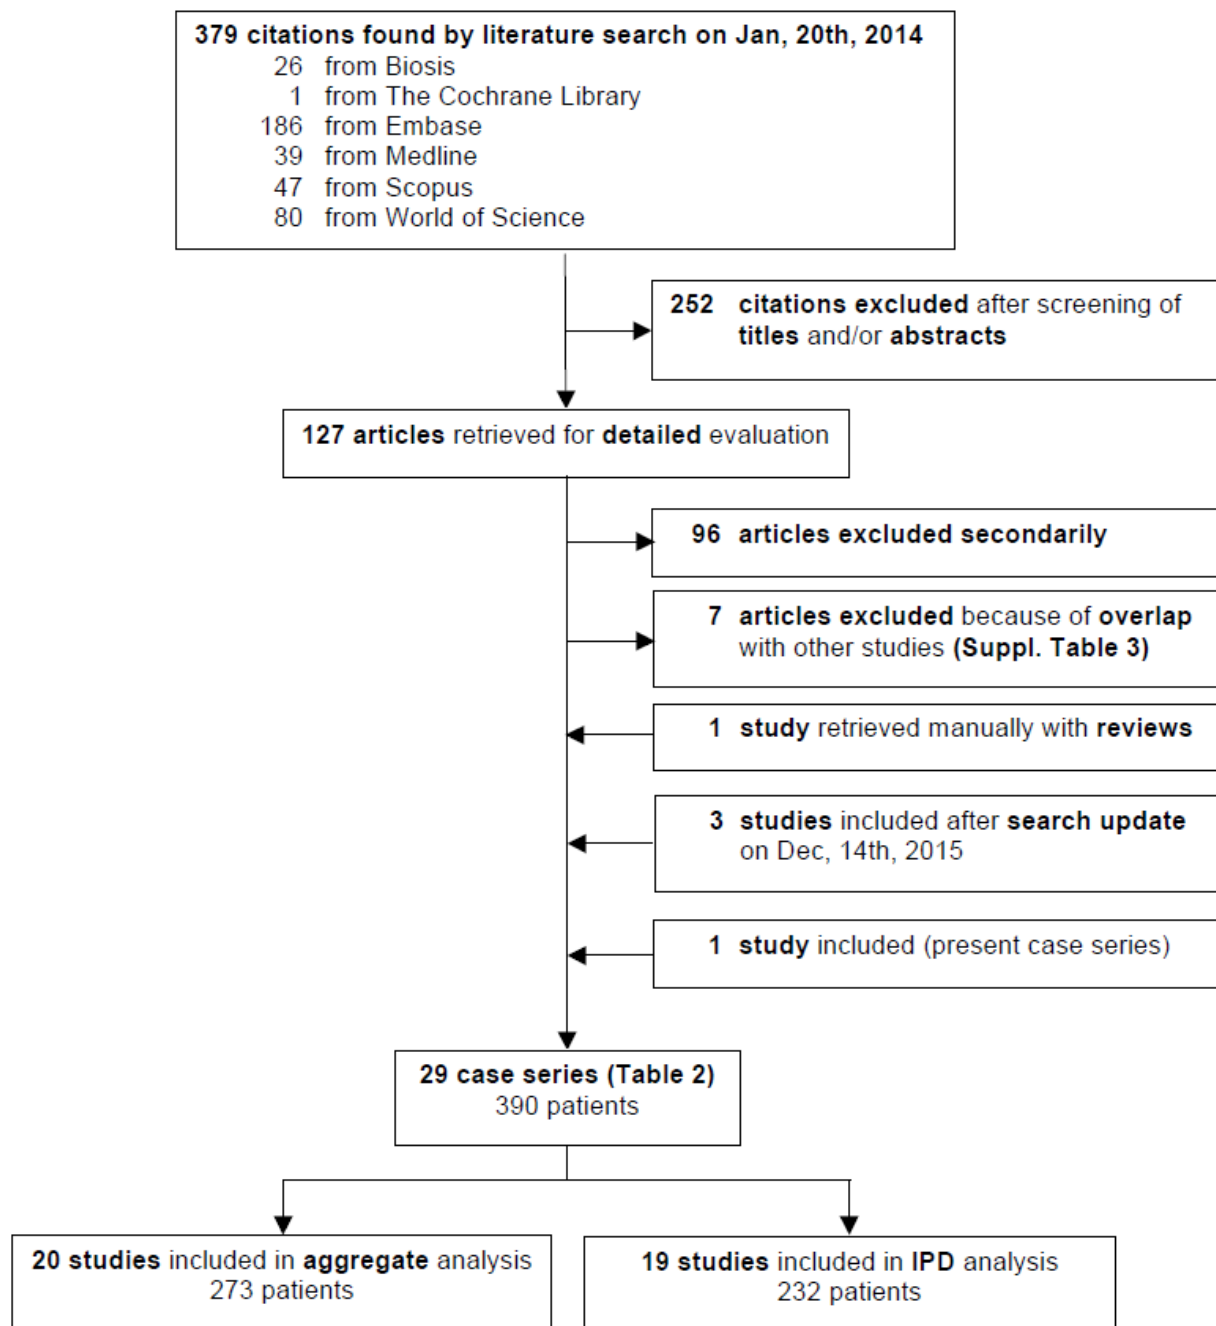 379 citations found by literature search on Jan, 20th, 2014
26 from Biosis
1 from The Cochrane Library
186 from Embase
39 from Medline
47 from Scopus
80 from World of Science
252 citations excluded after screening of
titles and/or abstracts
127 articles retrieved for detailed evaluation
96 articles excluded secondarily
7 articles excluded because of overlap
with other studies (Suppl. Table 3)
1 study retrieved manually with reviews
3 studies included after search update
on Dec, 14th, 2015
1 study included (present case series)
29 case series (Table 2)
390 patients
20 studies included in aggregate analysis
273 patients
19 studies included in IPD analysis
232 patients